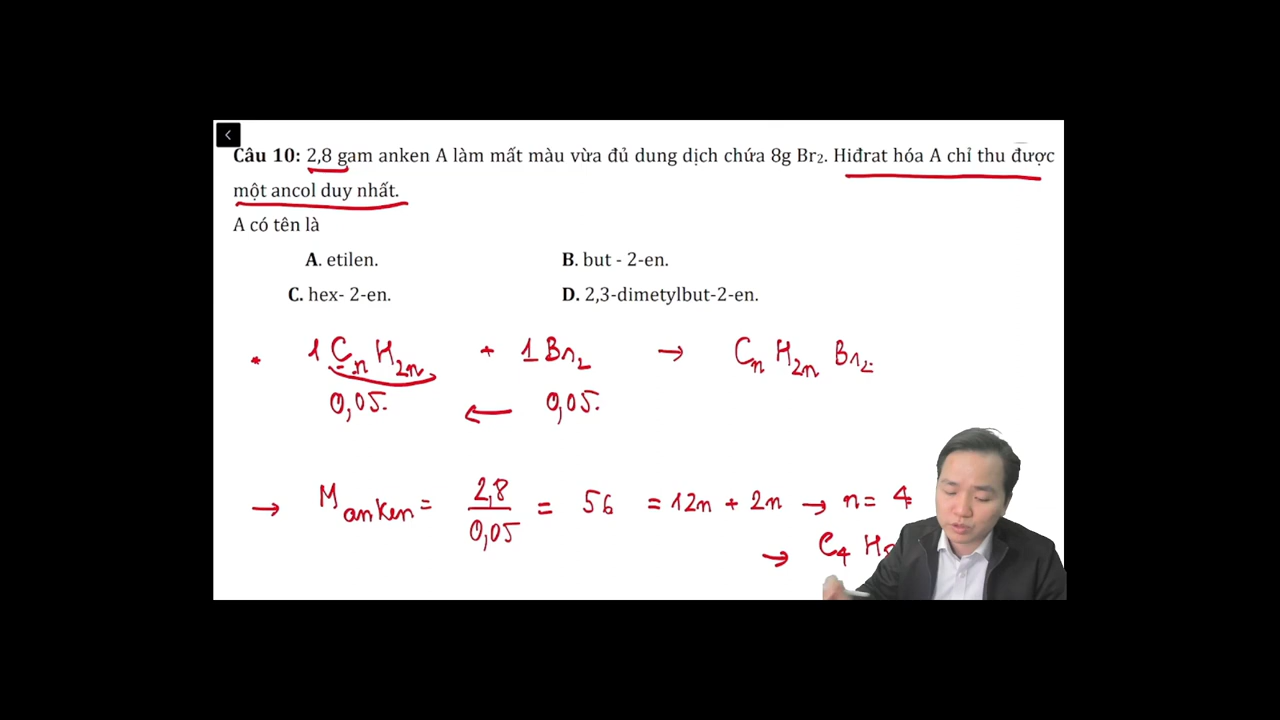 Câu 10: 2,8 gam anken A làm mất màu vừa đủ dung dịch chứa 8g Br₂. Hiđrat hóa A chỉ thu được
một ancol duy nhất.
A có tên là
A. etilen. B. but - 2-en.
C. hex- 2-en. D. 2,3-dimetylbut-2-en.
* 1 CₙH₂ₙ + 1 Br₂ → CₙH₂ₙBr₂
0,05. ← 0,05.
→ M anken = 2,8/0,05 = 56 = 12n + 2n → n = 4
→ C₄ H